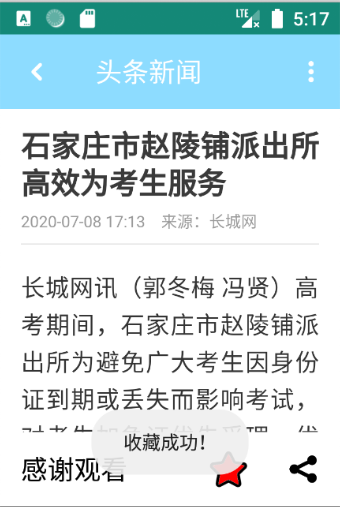 LTE 5:17
头条新闻
石家庄市赵陵铺派出所
高效为考生服务
2020-07-08 17:13 来源：长城网
长城网讯（郭冬梅 冯贤）高
考期间，石家庄市赵陵铺派
出所为避免广大考生因身份
证到期或丢失而影响考试，
收藏成功！
感谢观看